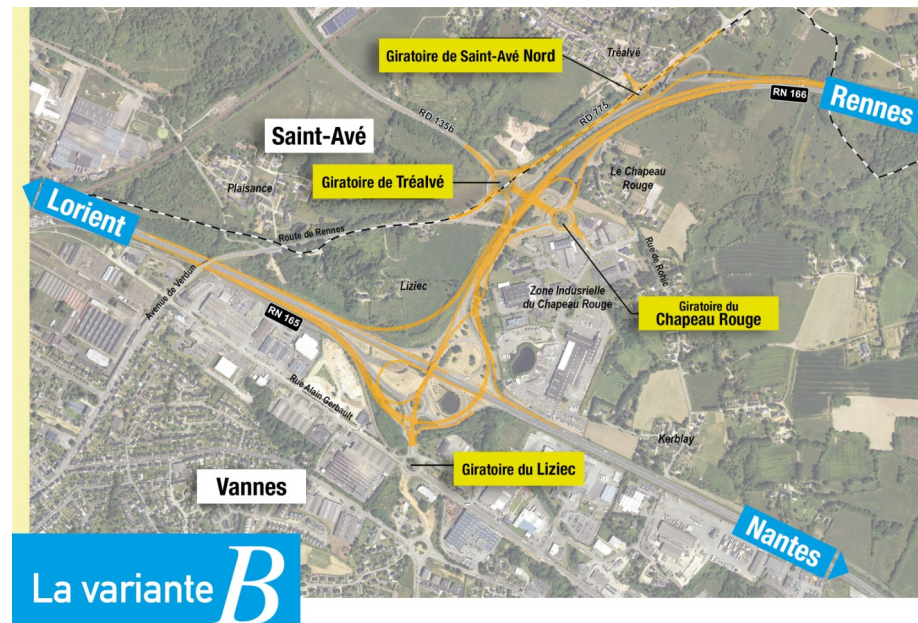 Giratoire de Saint-Avé Nord
Tréalvé
RN 166
Rennes
RD 775
RD 135b
Saint-Avé
Giratoire de Tréalvé
Plaisance
Le Chapeau
Rouge
Lorient
Route de Rennes
Rue de Rohic
Avenue de Verdun
Liziec
Zone Indusrielle
du Chapeau Rouge
Giratoire du
Chapeau Rouge
RN 165
Rue Alain Gerbault
Kerblay
Giratoire du Liziec
Vannes
Nantes
La variante B